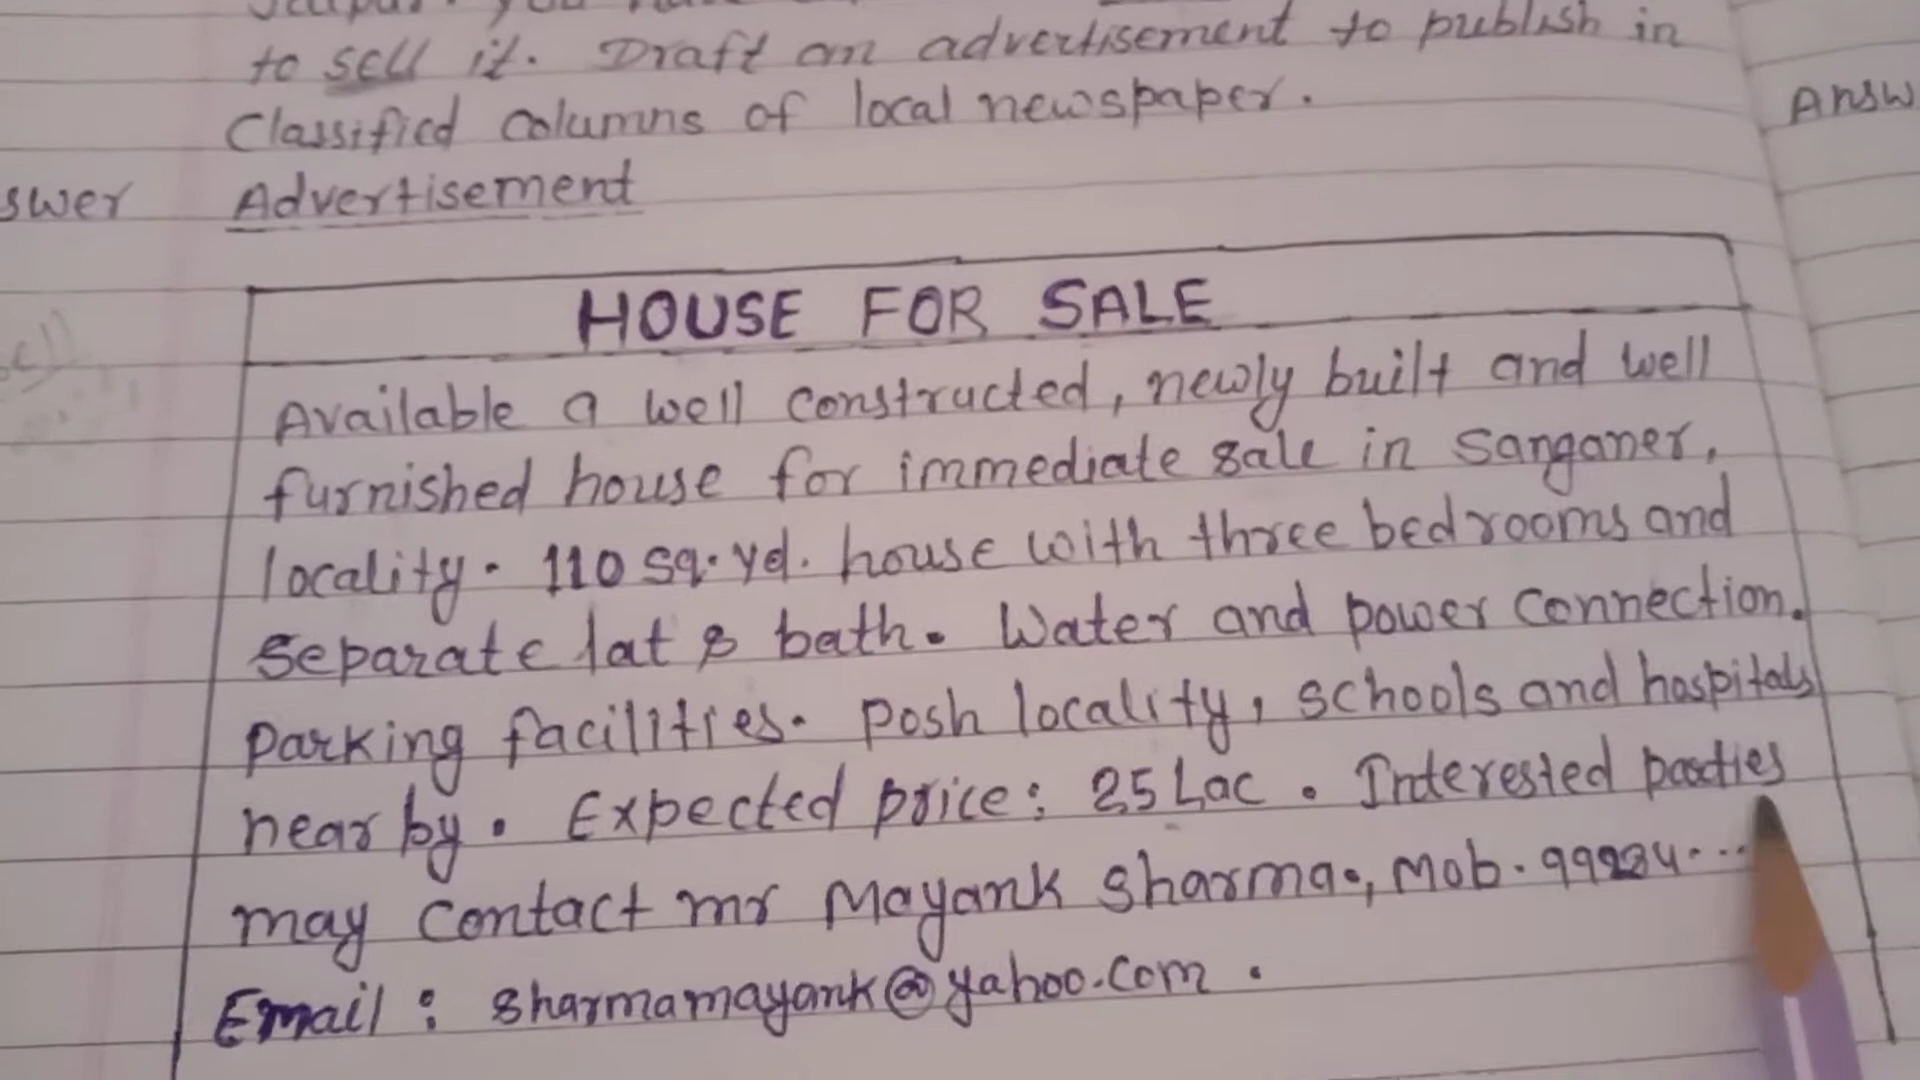 to sell it. Draft an advertisement to publish in
Classified columns of local newspaper.
Answ
swer Advertisement
HOUSE FOR SALE
Available a well constructed, newly built and well
furnished house for immediate sale in Sanganer,
locality. 110 sq. yd. house with three bedrooms and
separate lat & bath. Water and power connection.
parking facilities. Posh locality, schools and hospitals
near by. Expected price: 25 Lac. Interested parties
may contact mr Mayank Sharma., Mob. 99284...
Email : sharmamayank@yahoo.com.